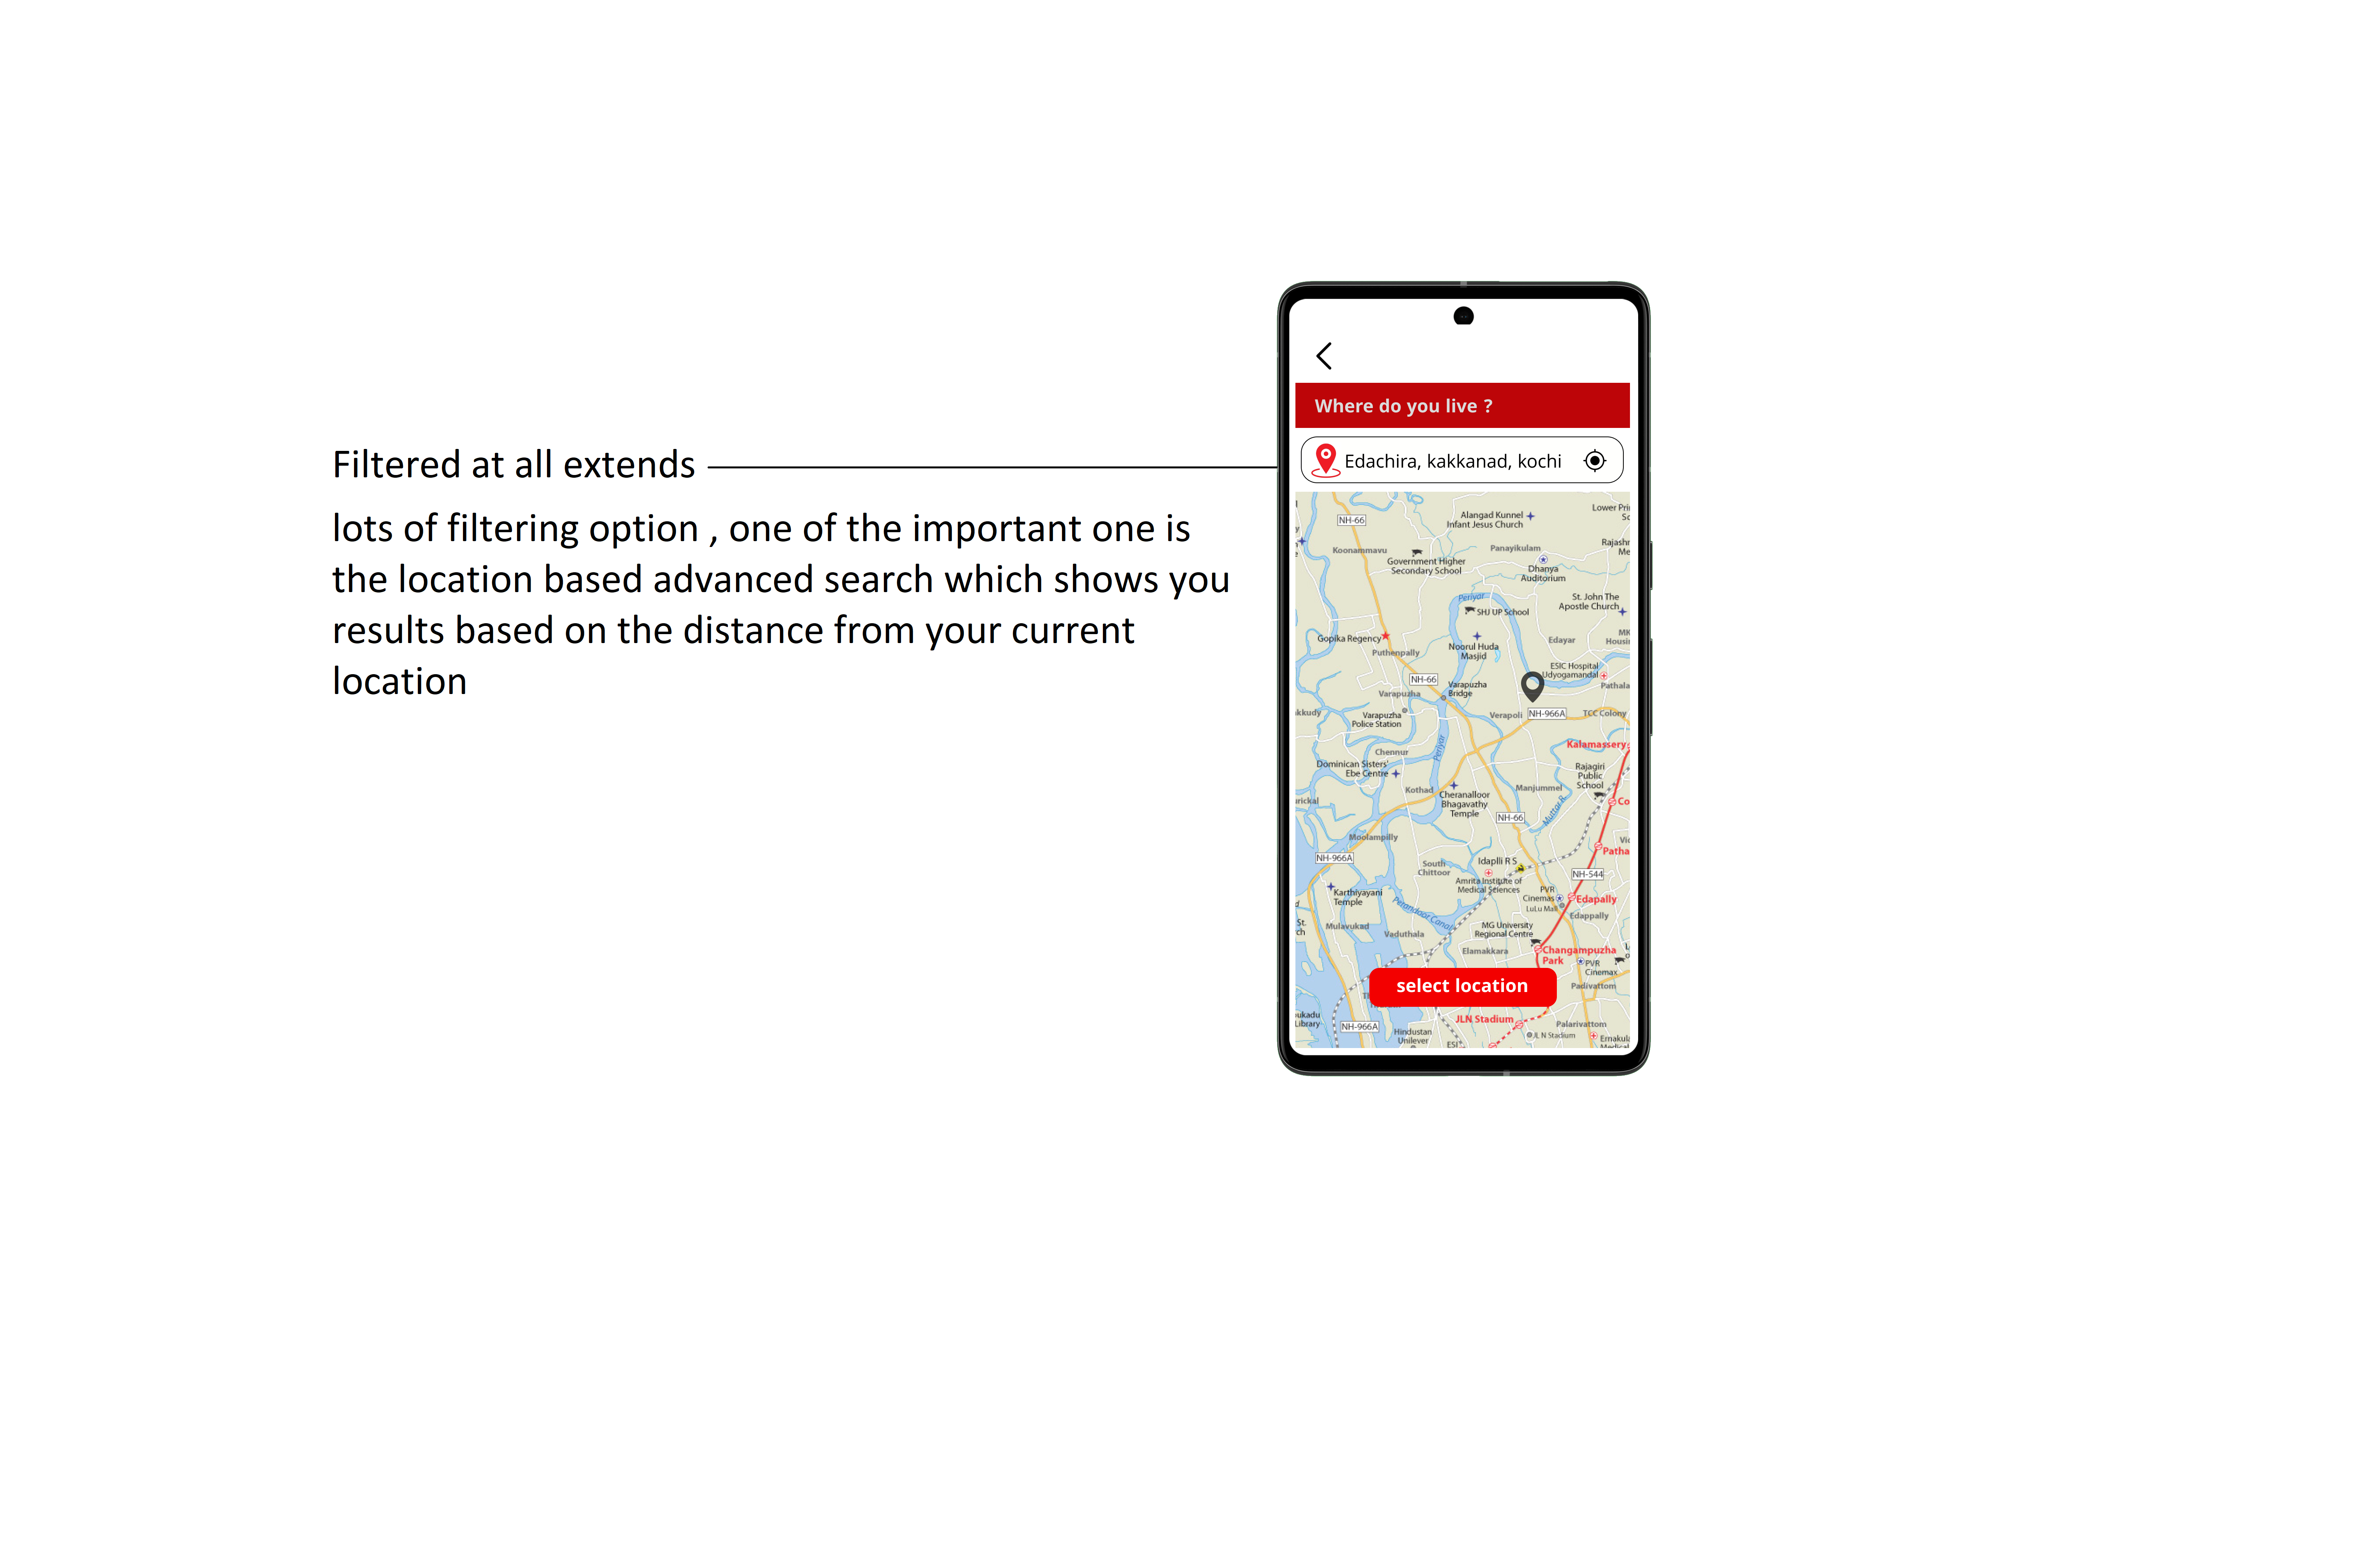 Filtered at all extends
lots of filtering option , one of the important one is
the location based advanced search which shows you
results based on the distance from your current
location
Where do you live ?
Edachira, kakkanad, kochi
NH-66
Alangad Kunnel
Infant Jesus Church
Koonammavu
Government Higher
Secondary School
Panayikulam
Dhanya
Auditorium
St. John The
Apostle Church
Periyar
SHJ UP School
Gopika Regency
Puthenpally
Noorul Huda
Masjid
Edayar
ESIC Hospital
Udyogamandal
NH-66
Varapuzha
Varapuzha
Bridge
Varapuzha
Police Station
Verapoli
NH-966A
TCC Colony
Chennur
Periyar
Kalamassery
Dominican Sisters'
Ebe Centre
Rajagiri
Public
School
Kothad
Cheranalloor
Bhagavathy
Temple
Manjummel
Muttar R
NH-66
Moolampilly
NH-966A
South
Chittoor
Idaplli R S
Amrita Institute of
Medical Sciences
NH-544
PVR
Cinemas
LuLu Mall
Edapally
Edappally
Karthiyayani
Temple
Mulavukad
Perandoor Canal
Vaduthala
MG University
Regional Centre
Elamakkara
Changampuzha
Park
PVR
Cinemax
select location
Padivattom
JLN Stadium
Palarivattom
NH-966A
Hindustan
Unilever
JL N Stadium
Library